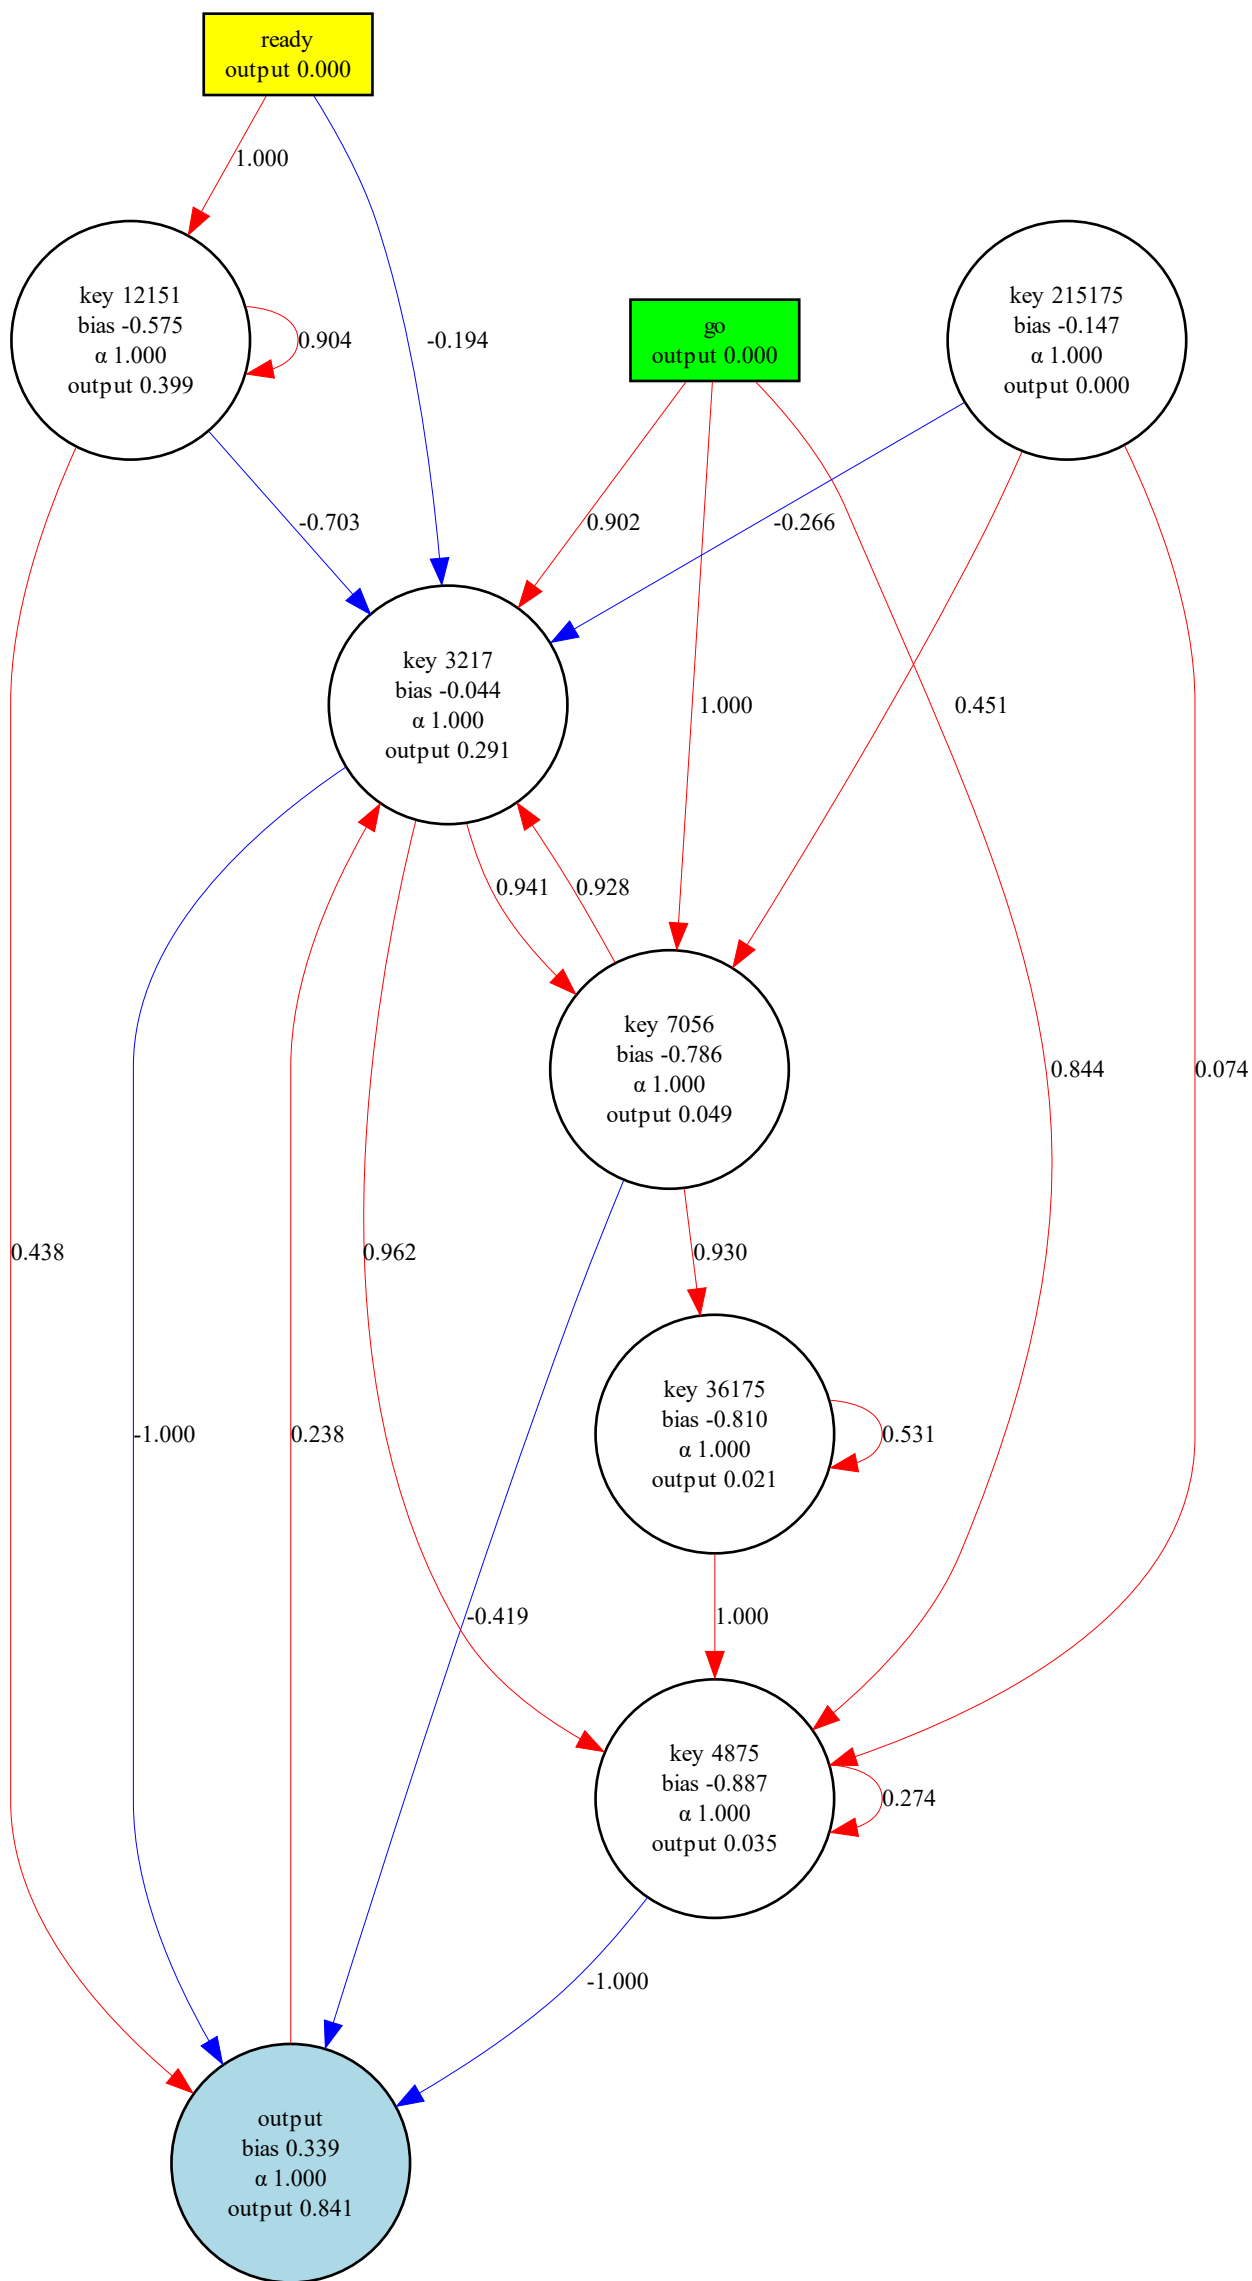 ready
output 0.000
1.000
key 12151
bias -0.575
α 1.000
output 0.399
0.904
-0.194
go
output 0.000
key 215175
bias -0.147
α 1.000
output 0.000
-0.703
0.902
-0.266
key 3217
bias -0.044
α 1.000
output 0.291
1.000
0.451
0.941
0.928
key 7056
bias -0.786
α 1.000
output 0.049
0.844
0.074
0.438
0.962
0.930
key 36175
bias -0.810
α 1.000
output 0.021
0.531
-1.000
0.238
-0.419
1.000
key 4875
bias -0.887
α 1.000
output 0.035
0.274
-1.000
output
bias 0.339
α 1.000
output 0.841